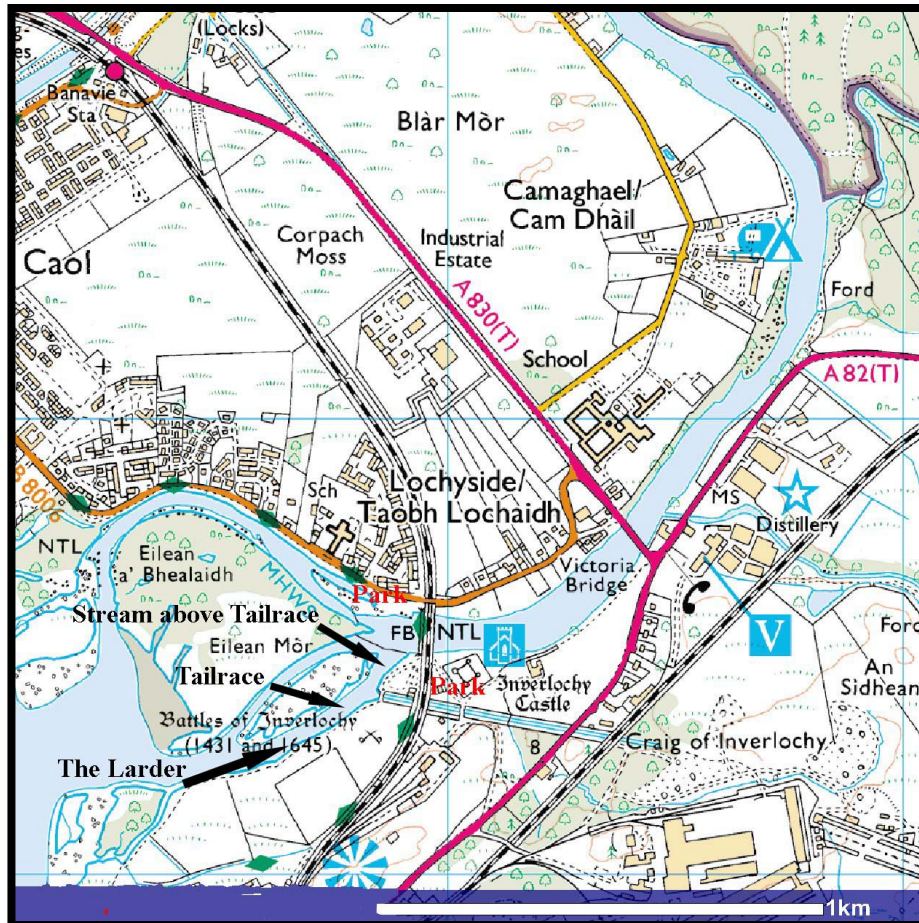 (Locks)
Banavie
Sta
Blàr Mòr
Camaghael/
Cam Dhàil
Corpach
Moss
Industrial
Estate
Caol
A 830(T)
Ford
School
A 82(T)
B 8006
Sch
Lochyside/
Taobh Lochaidh
MS
Distillery
NTL
Eilean
a' Bhealaidh
MHW
Victoria
Bridge
Park
Stream above Tailrace
FB
NTL
V
Ford
Eilean Mòr
An
Sidhean
Tailrace
Park
Inverlochy
Castle
Battles of Inverlochy
(1431 and 1645)
8
Craig of Inverlochy
The Larder
1km